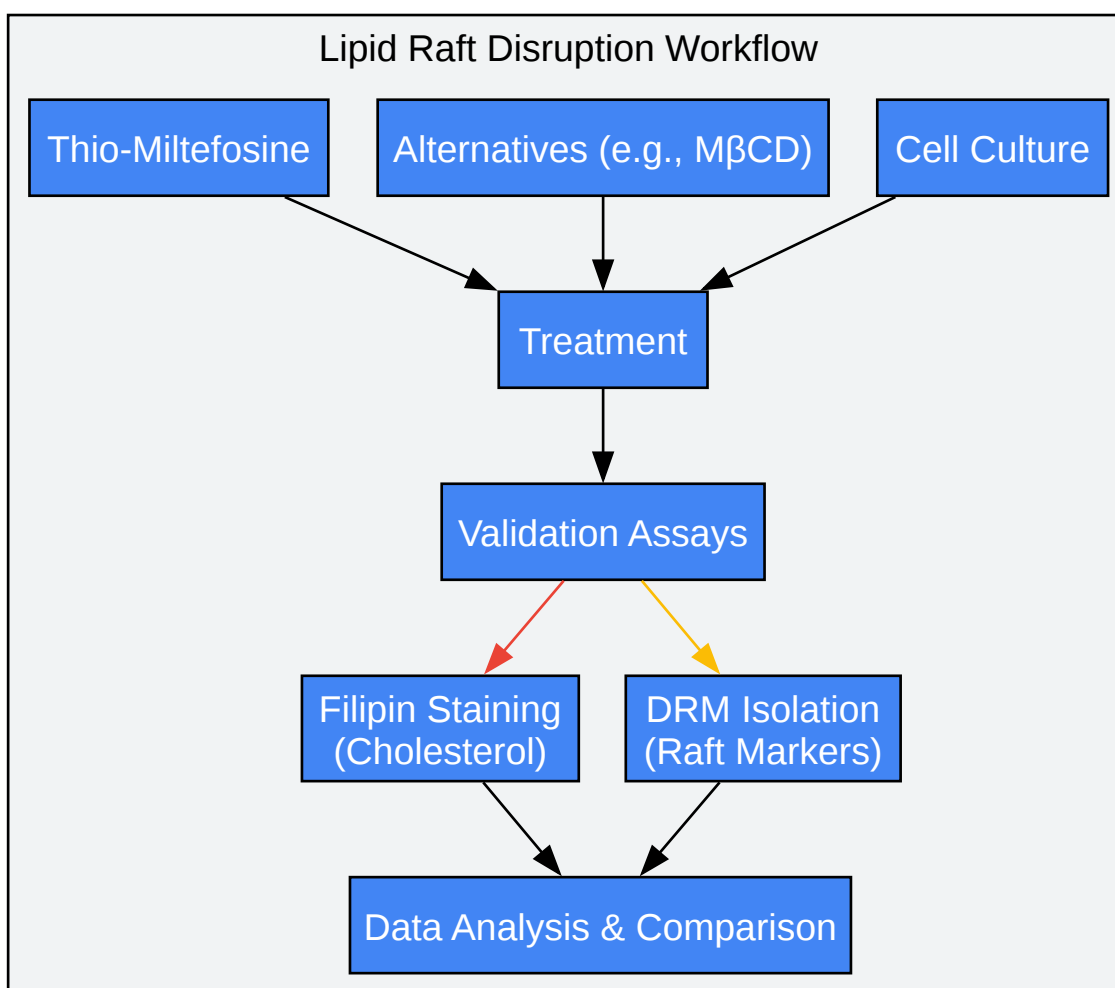 Lipid Raft Disruption Workflow
Thio-Miltefosine
Alternatives (e.g., MβCD)
Cell Culture
Treatment
Validation Assays
Filipin Staining
(Cholesterol)
DRM Isolation
(Raft Markers)
Data Analysis & Comparison